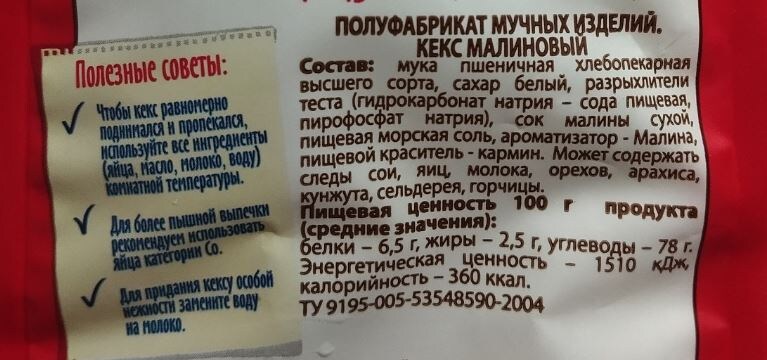 Полезные советы:
Чтобы кекс равномерно
поднимался и пропёкался,
используйте все ингредиенты
(яйца, масло, молоко, воду)
комнатной температуры.
Для более пышной выпечки
рекомендуем использовать
яйца категории Со.
Для придания кексу особой
нежности замените воду
на молоко.
ПОЛУФАБРИКАТ МУЧНЫХ ИЗДЕЛИЙ.
КЕКС МАЛИНОВЫЙ
Состав: мука пшеничная хлебопекарная
высшего сорта, сахар белый, разрыхлители
теста (гидрокарбонат натрия – сода пищевая,
пирофосфат натрия), сок малины сухой,
пищевая морская соль, ароматизатор - Малина,
пищевой краситель - кармин. Может содержать
следы сои, яиц, молока, орехов, арахиса,
кунжута, сельдерея, горчицы.
Пищевая ценность 100 г продукта
(средние значения):
белки – 6,5 г, жиры – 2,5 г, углеводы – 78 г.
Энергетическая ценность – 1510 кДж,
калорийность – 360 ккал.
ТУ 9195-005-53548590-2004